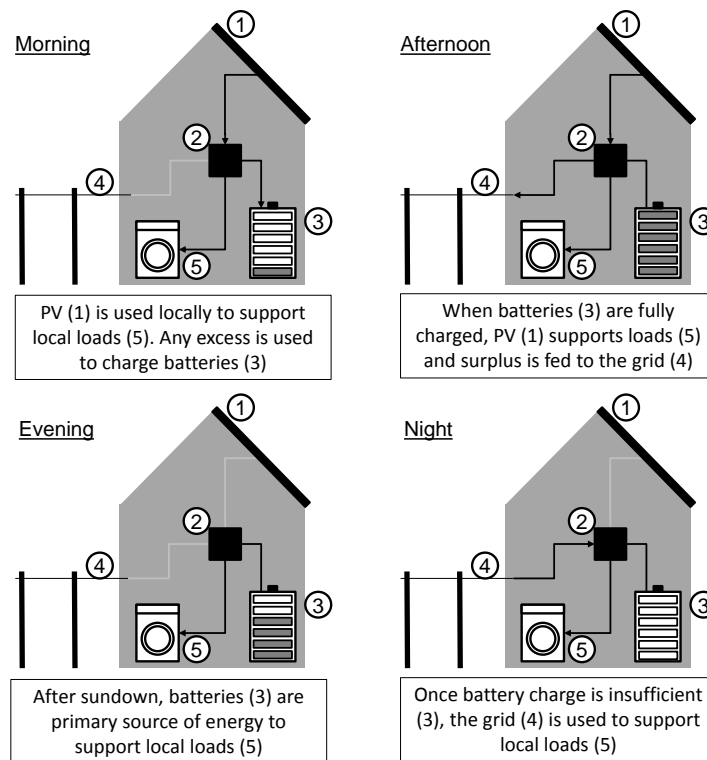 Morning
1
2
4
3
5
PV (1) is used locally to support
local loads (5). Any excess is used
to charge batteries (3)
Afternoon
1
2
4
3
5
When batteries (3) are fully
charged, PV (1) supports loads (5)
and surplus is fed to the grid (4)
Evening
1
2
4
3
5
After sundown, batteries (3) are
primary source of energy to
support local loads (5)
Night
1
2
4
3
5
Once battery charge is insufficient
(3), the grid (4) is used to support
local loads (5)